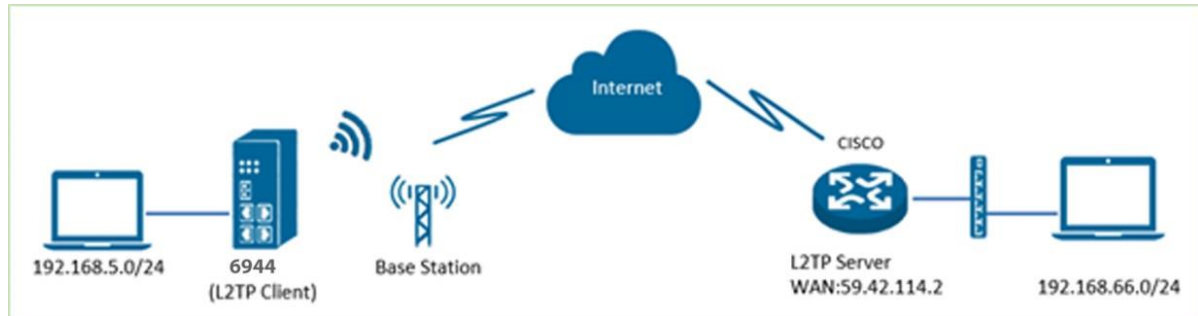 Internet
CISCO
192.168.5.0/24
6944
(L2TP Client)
Base Station
L2TP Server
WAN:59.42.114.2
192.168.66.0/24